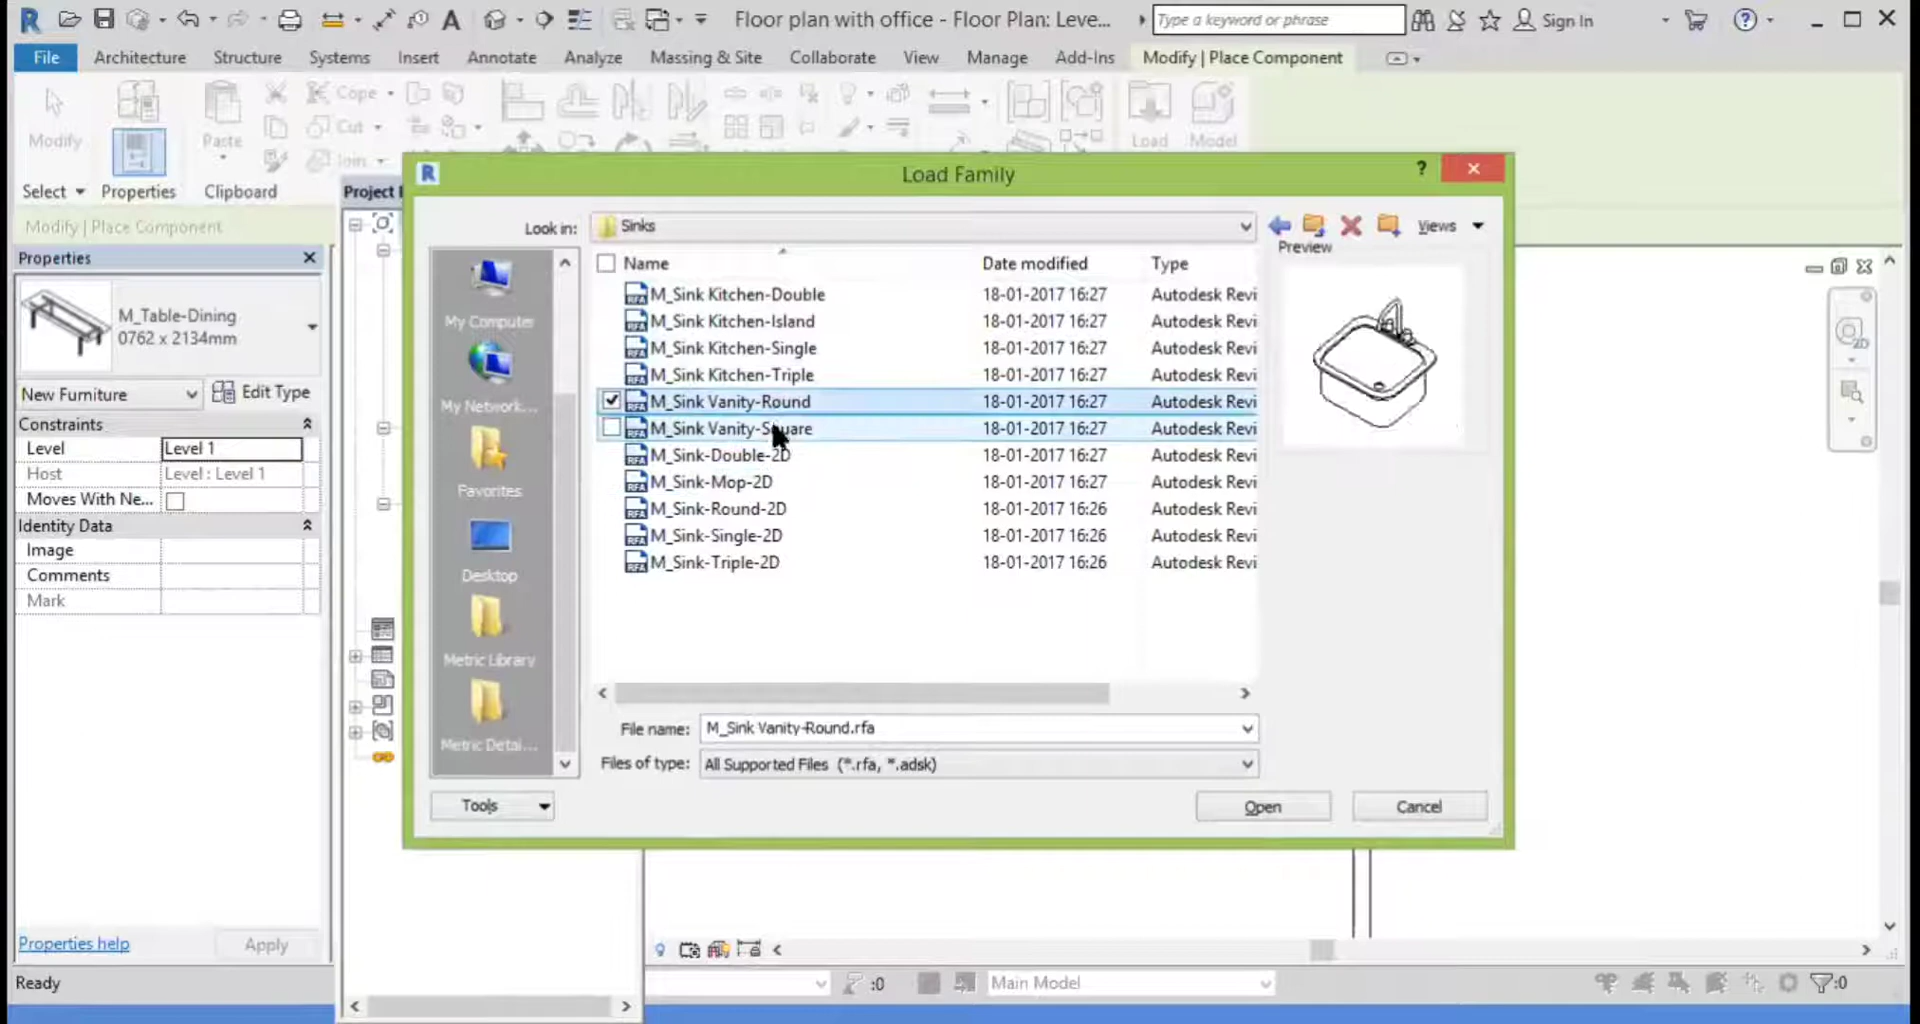 Floor plan with office - Floor Plan: Leve...
Type a keyword or phrase
Sign In
File
Architecture
Structure
Systems
Insert
Annotate
Analyze
Massing & Site
Collaborate
View
Manage
Add-Ins
Modify | Place Component
Modify
Paste
Cope
Cut
Join
Load
Model
Select
Properties
Clipboard
Modify | Place Component
Properties
M_Table-Dining
0762 x 2134mm
New Furniture
Edit Type
Constraints
Level
Level 1
Host
Level : Level 1
Moves With Ne...
Identity Data
Image
Comments
Mark
Properties help
Apply
Load Family
Look in:
Sinks
Views
Preview
My Computer
My Network...
Favorites
Desktop
Metric Library
Metric Detai...
Name Date modified Type
M_Sink Kitchen-Double 18-01-2017 16:27 Autodesk Revi
M_Sink Kitchen-Island 18-01-2017 16:27 Autodesk Revi
M_Sink Kitchen-Single 18-01-2017 16:27 Autodesk Revi
M_Sink Kitchen-Triple 18-01-2017 16:27 Autodesk Revi
M_Sink Vanity-Round 18-01-2017 16:27 Autodesk Revi
M_Sink Vanity-Square 18-01-2017 16:27 Autodesk Revi
M_Sink-Double-2D 18-01-2017 16:27 Autodesk Revi
M_Sink-Mop-2D 18-01-2017 16:27 Autodesk Revi
M_Sink-Round-2D 18-01-2017 16:26 Autodesk Revi
M_Sink-Single-2D 18-01-2017 16:26 Autodesk Revi
M_Sink-Triple-2D 18-01-2017 16:26 Autodesk Revi
File name: M_Sink Vanity-Round.rfa
Files of type: All Supported Files (*.rfa, *.adsk)
Tools
Open
Cancel
Ready
:0
Main Model
:0